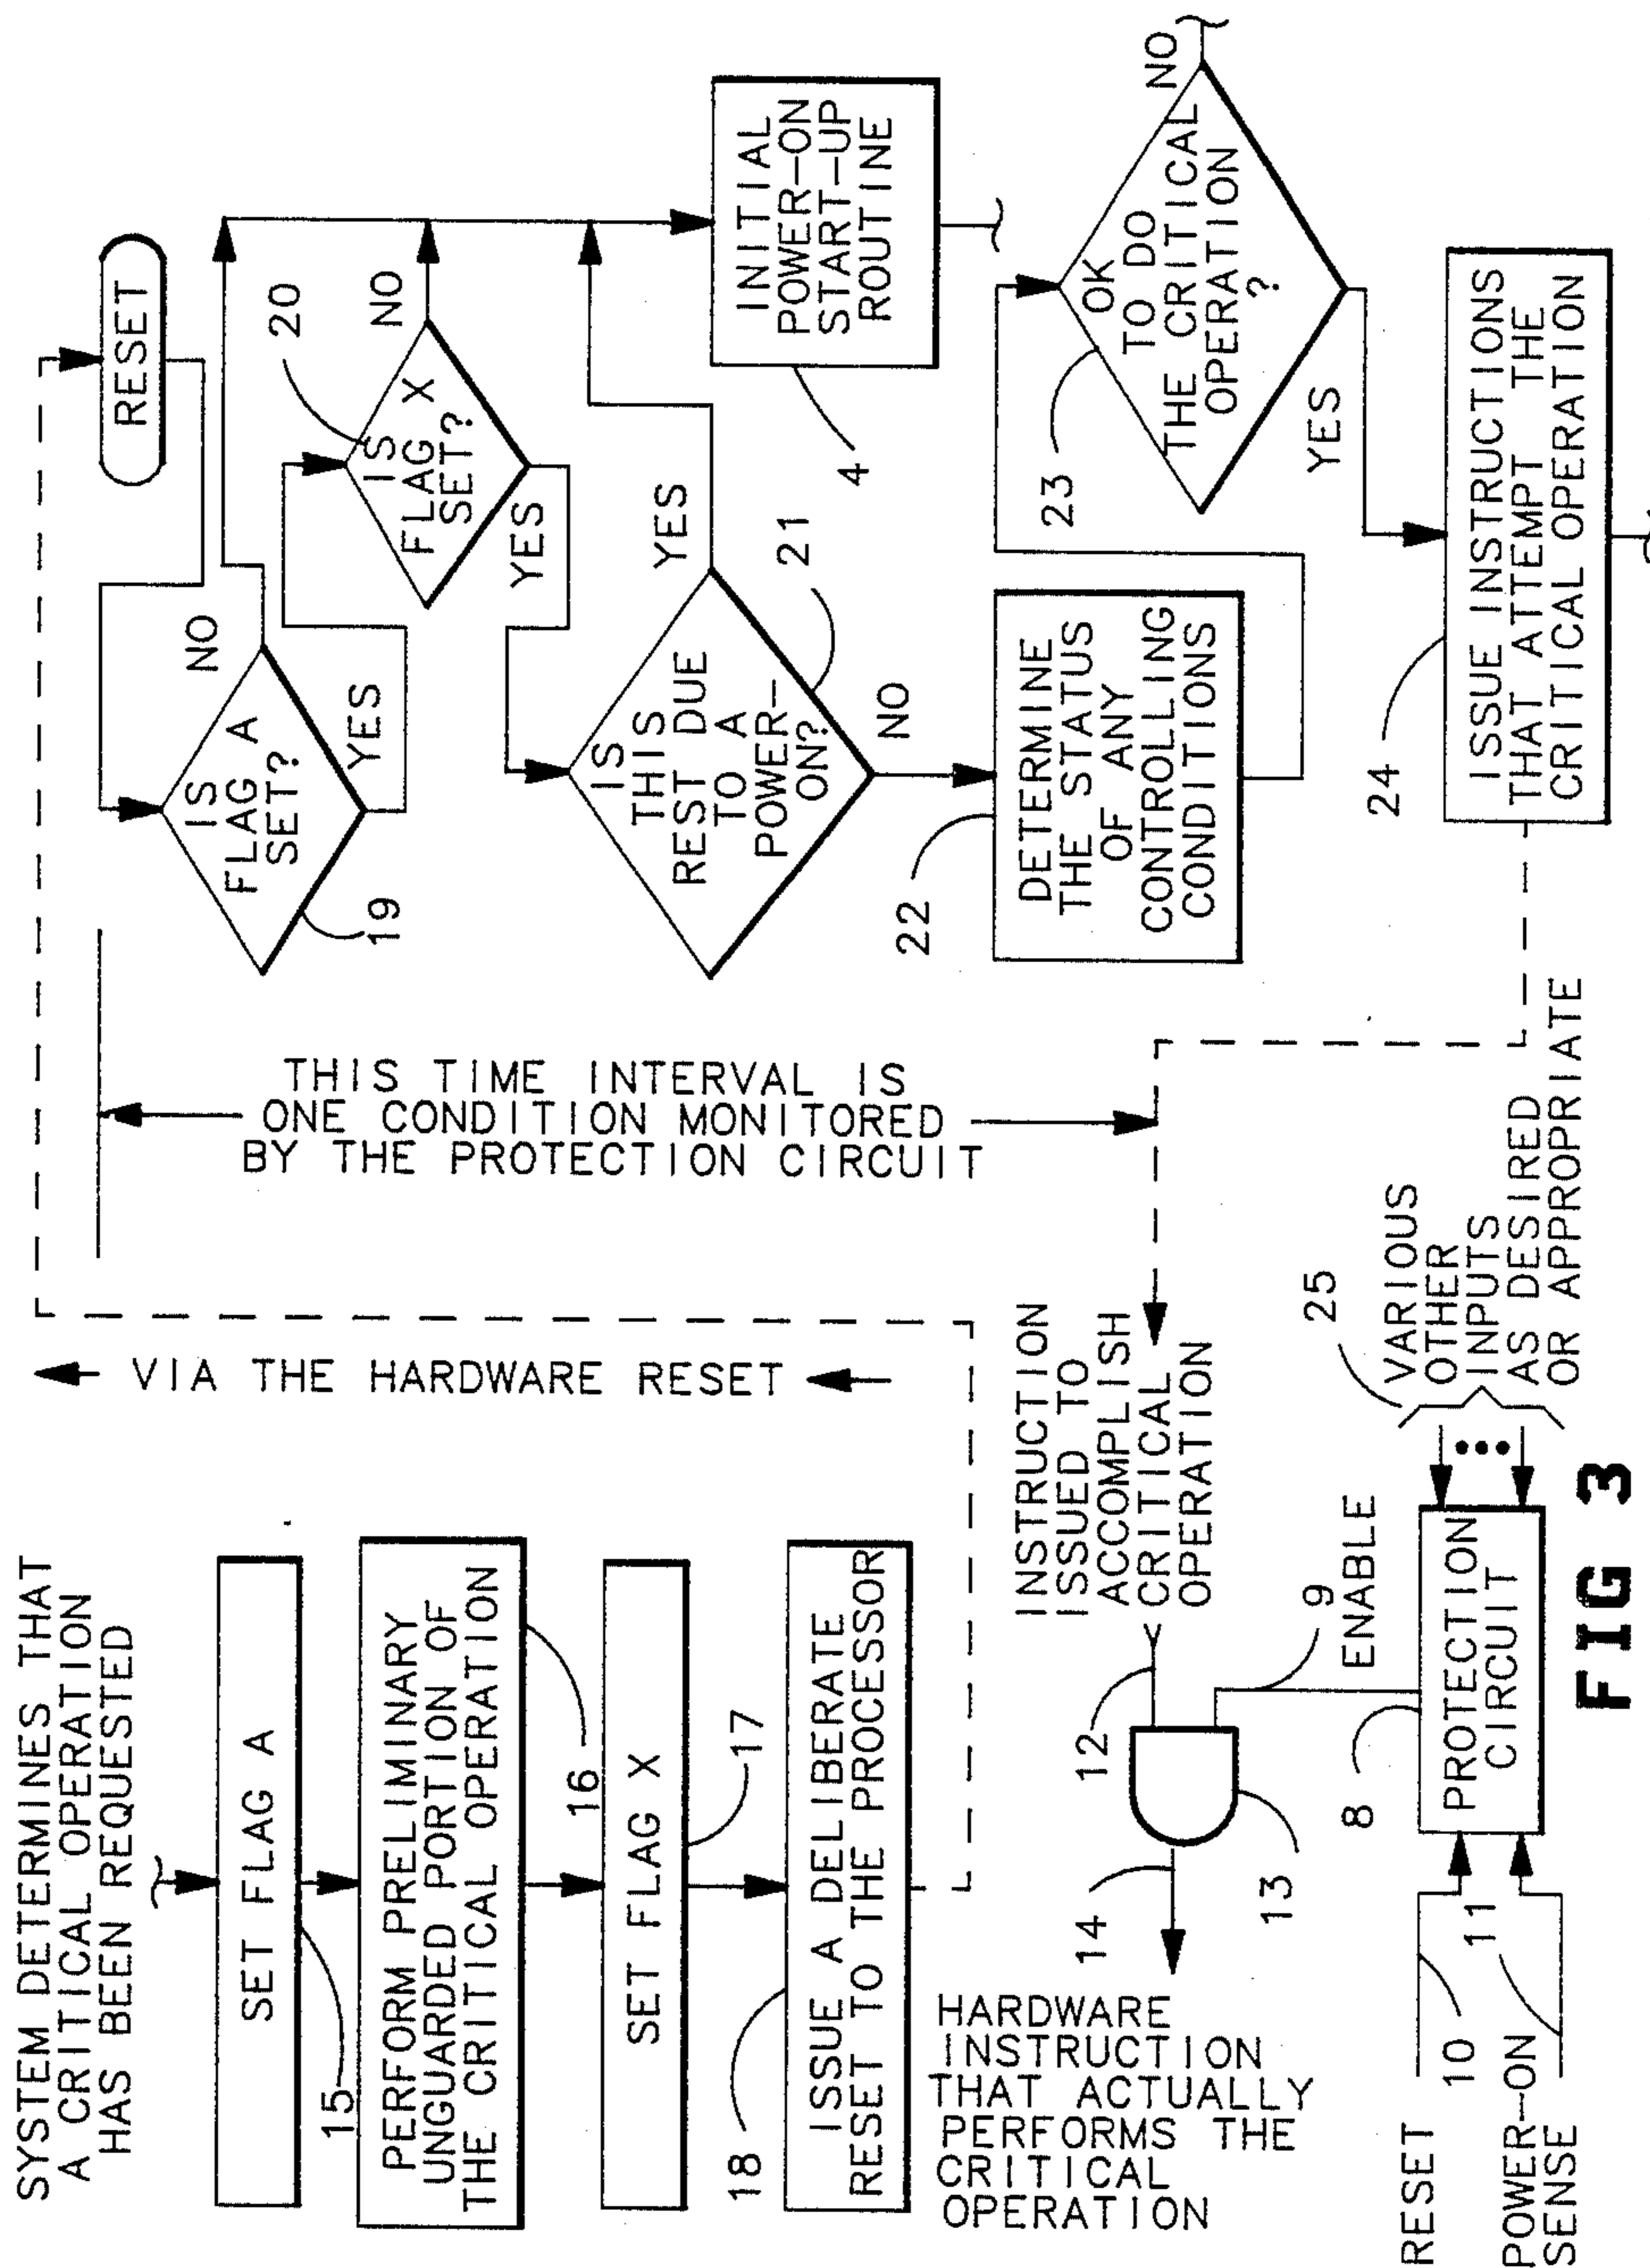 SYSTEM DETERMINES THAT
A CRITICAL OPERATION
HAS BEEN REQUESTED
SET FLAG A
15
PERFORM PRELIMINARY
UNGUARDED PORTION OF
THE CRITICAL OPERATION
16
SET FLAG X
17
ISSUE A DELIBERATE
RESET TO THE PROCESSOR
18
VIA THE HARDWARE RESET
RESET
IS
FLAG A
SET?
19
NO
YES
IS
FLAG X
SET?
20
NO
YES
IS
THIS
REST DUE
TO A
POWER-
ON?
21
YES
NO
INITIAL
POWER-ON
START-UP
ROUTINE
4
DETERMINE
THE STATUS
OF ANY
CONTROLLING
CONDITIONS
22
OK
TO DO
THE CRITICAL
OPERATION
?
23
NO
YES
ISSUE INSTRUCTIONS
THAT ATTEMPT THE
CRITICAL OPERATION
24
THIS TIME INTERVAL IS
ONE CONDITION MONITORED
BY THE PROTECTION CIRCUIT
INSTRUCTION
ISSUED TO
ACCOMPLISH
CRITICAL
OPERATION
12
13
14
HARDWARE
INSTRUCTION
THAT ACTUALLY
PERFORMS THE
CRITICAL
OPERATION
9
ENABLE
8
PROTECTION
CIRCUIT
RESET
10
POWER-ON
SENSE
11
25
VARIOUS
OTHER
INPUTS
AS DESIRED
OR APPROPRIATE
FIG 3